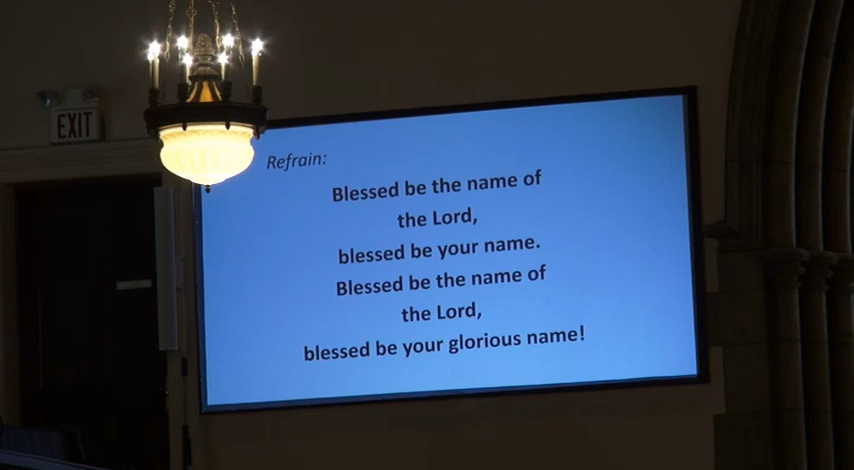 EXIT
Refrain:
Blessed be the name of
the Lord,
blessed be your name.
Blessed be the name of
the Lord,
blessed be your glorious name!